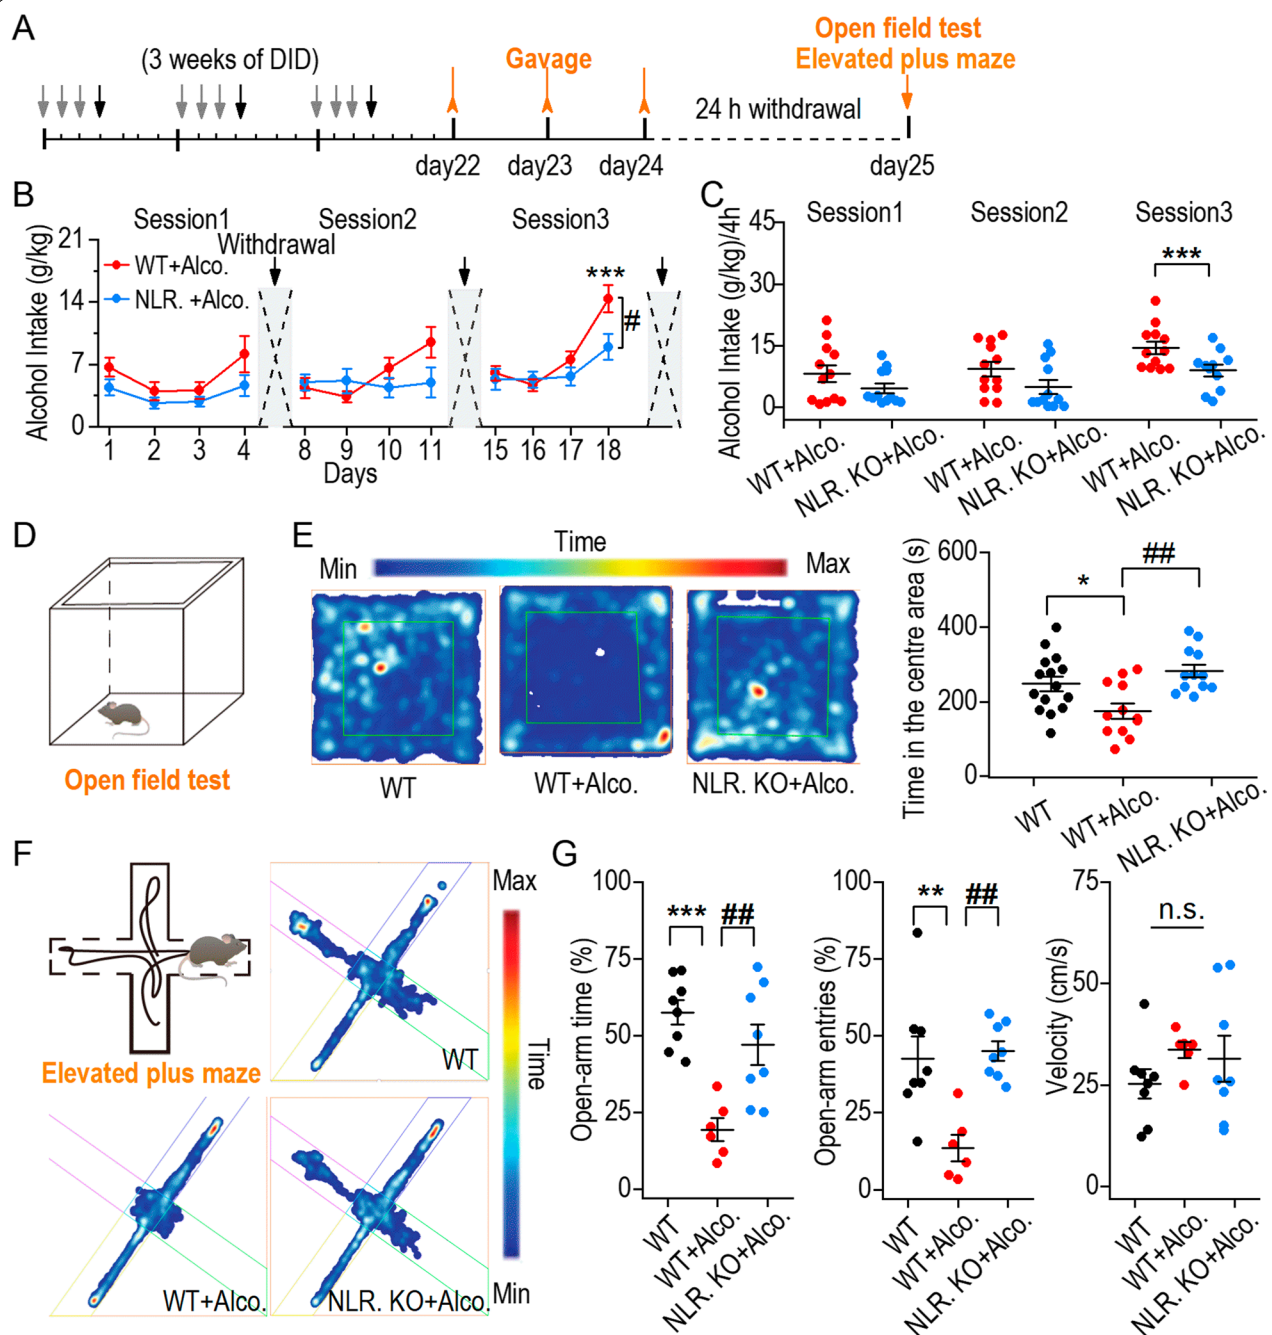 A
(3 weeks of DID)
Gavage
Open field test
Elevated plus maze
24 h withdrawal
day22
day23
day24
day25
B
Session1
Session2
Session3
Withdrawal
Alcohol Intake (g/kg)
21
14
7
0
WT+Alco.
NLR. +Alco.
***
#
1
2
3
4
8
9
10
11
15
16
17
18
Days
C
Session1
Session2
Session3
Alcohol Intake (g/kg)/4h
45
30
15
0
***
WT+Alco.
NLR. KO+Alco.
WT+Alco.
NLR. KO+Alco.
WT+Alco.
NLR. KO+Alco.
D
Open field test
E
Time
Min
Max
WT
WT+Alco.
NLR. KO+Alco.
Time in the centre area (s)
600
400
200
0
*
##
WT
WT+Alco.
NLR. KO+Alco.
F
Elevated plus maze
WT
WT+Alco.
NLR. KO+Alco.
Max
Time
Min
G
Open-arm time (%)
100
75
50
25
0
***
##
WT
WT+Alco.
NLR. KO+Alco.
Open-arm entries (%)
100
75
50
25
0
**
##
WT
WT+Alco.
NLR. KO+Alco.
Velocity (cm/s)
75
50
25
0
n.s.
WT
WT+Alco.
NLR. KO+Alco.